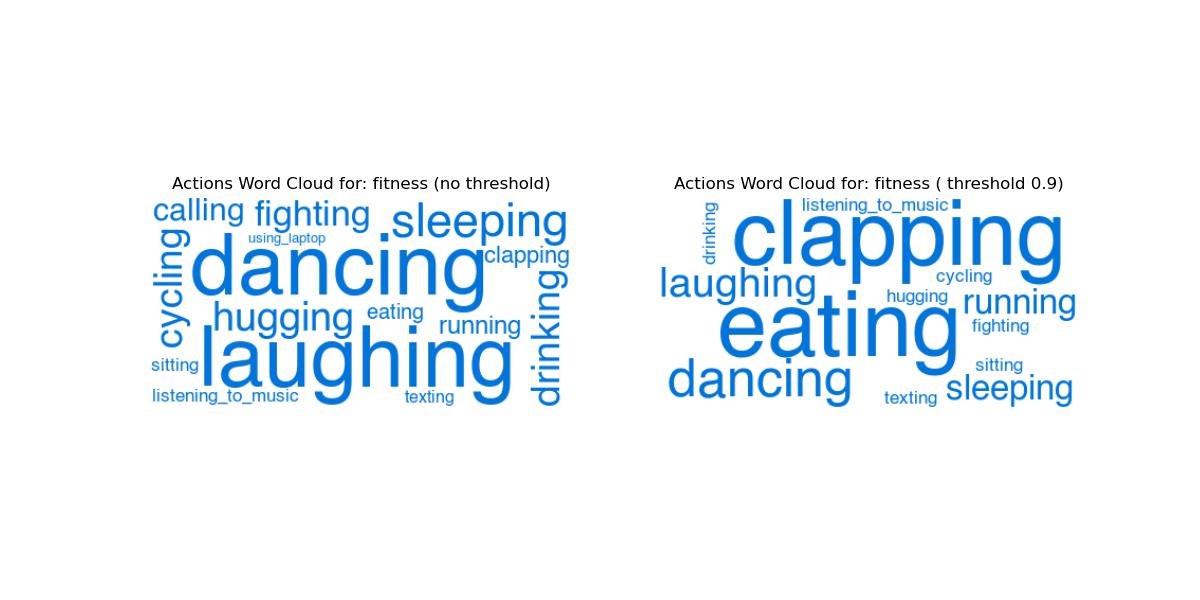 Actions Word Cloud for: fitness (no threshold)
calling fighting sleeping
using_laptop
cycling dancing clapping
hugging eating running drinking
sitting laughing
listening_to_music texting
Actions Word Cloud for: fitness ( threshold 0.9)
drinking listening_to_music
clapping
laughing cycling
hugging running
eating fighting
dancing sitting
texting sleeping